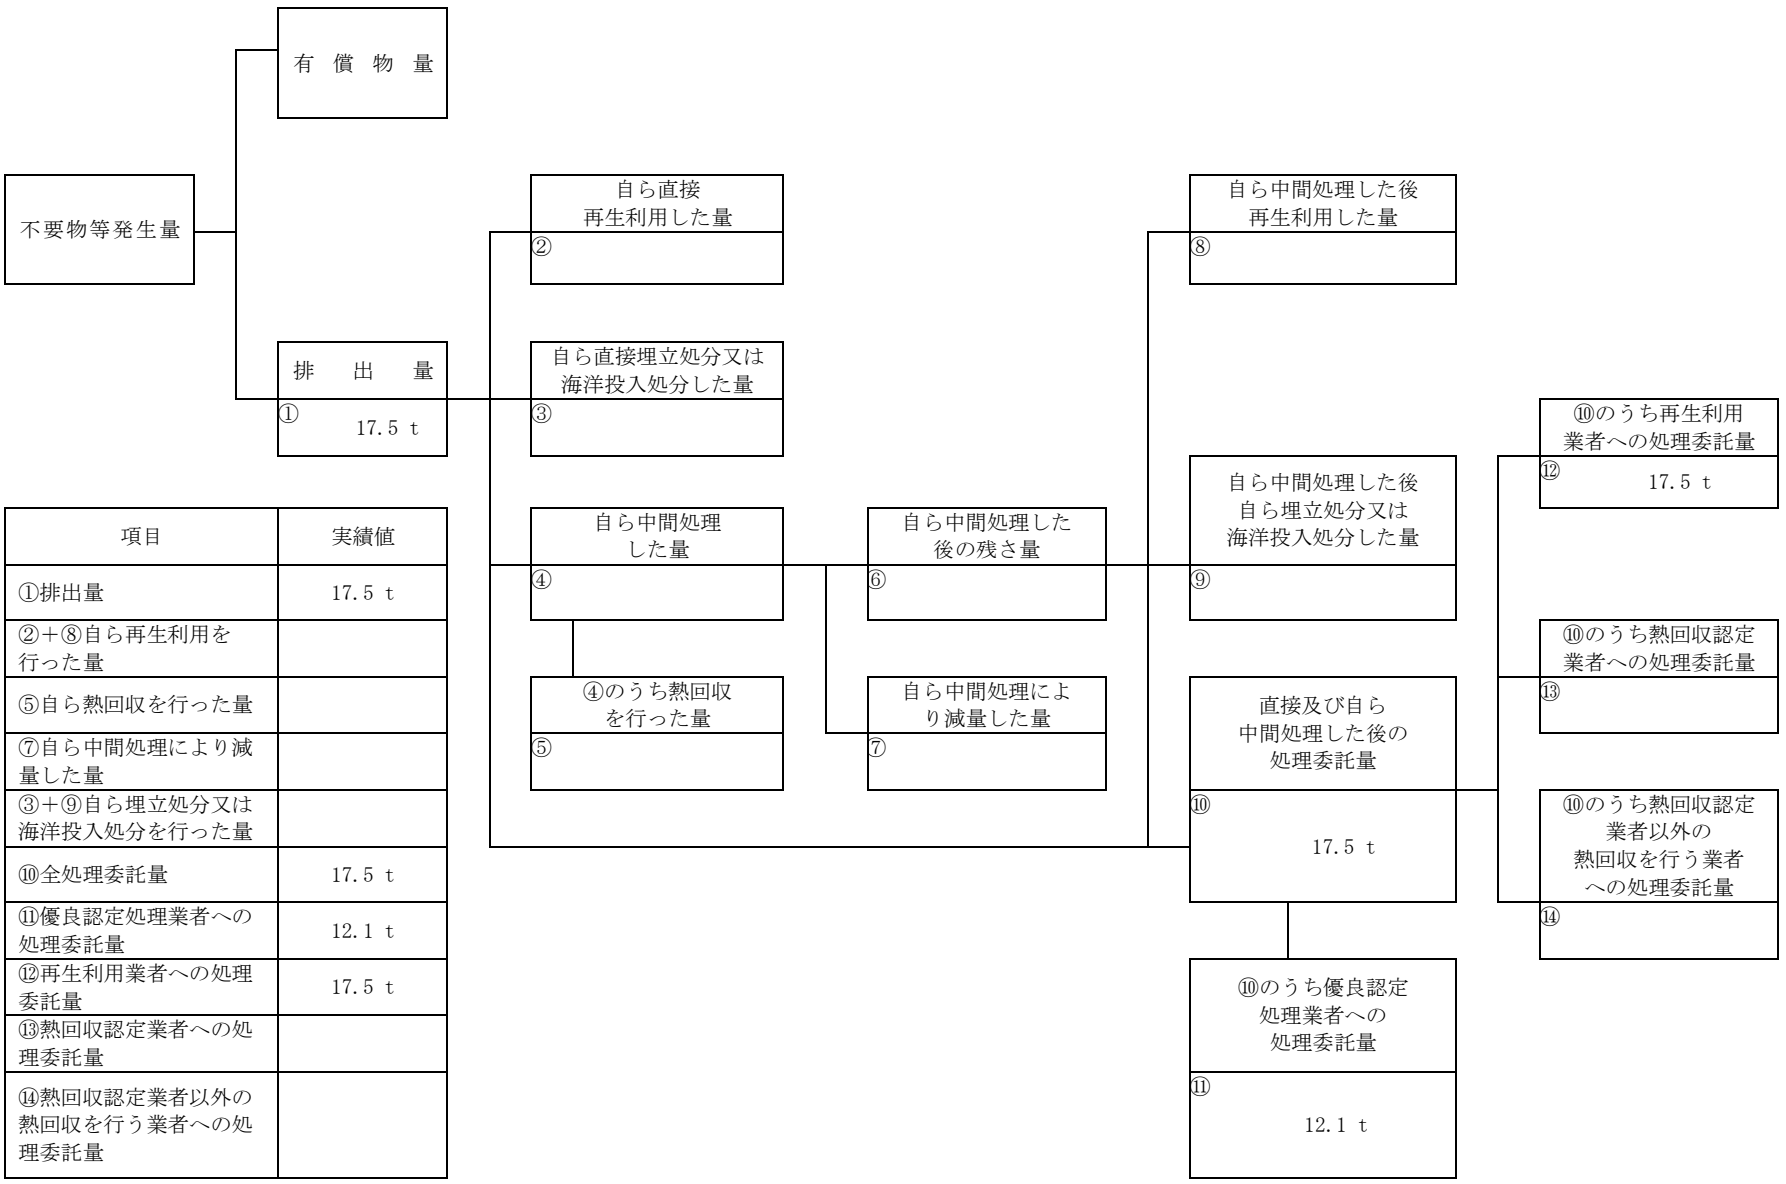 有償物量
不要物等発生量
排出量
①
17.5 t
自ら直接
再生利用した量
②
自ら直接埋立処分又は
海洋投入処分した量
③
自ら中間処理
した量
④
④のうち熱回収
を行った量
⑤
自ら中間処理した
後の残さ量
⑥
自ら中間処理によ
り減量した量
⑦
自ら中間処理した後
再生利用した量
⑧
自ら中間処理した後
自ら埋立処分又は
海洋投入処分した量
⑨
直接及び自ら
中間処理した後の
処理委託量
⑩
17.5 t
⑩のうち優良認定
処理業者への
処理委託量
⑪
12.1 t
⑩のうち再生利用
業者への処理委託量
⑫
17.5 t
⑩のうち熱回収認定
業者への処理委託量
⑬
⑩のうち熱回収認定
業者以外の
熱回収を行う業者
への処理委託量
⑭
項目 実績値
①排出量 17.5 t
②＋⑧自ら再生利用を
行った量
⑤自ら熱回収を行った量
⑦自ら中間処理により減
量した量
③＋⑨自ら埋立処分又は
海洋投入処分を行った量
⑩全処理委託量 17.5 t
⑪優良認定処理業者への
処理委託量 12.1 t
⑫再生利用業者への処理
委託量 17.5 t
⑬熱回収認定業者への処
理委託量
⑭熱回収認定業者以外の
熱回収を行う業者への処
理委託量